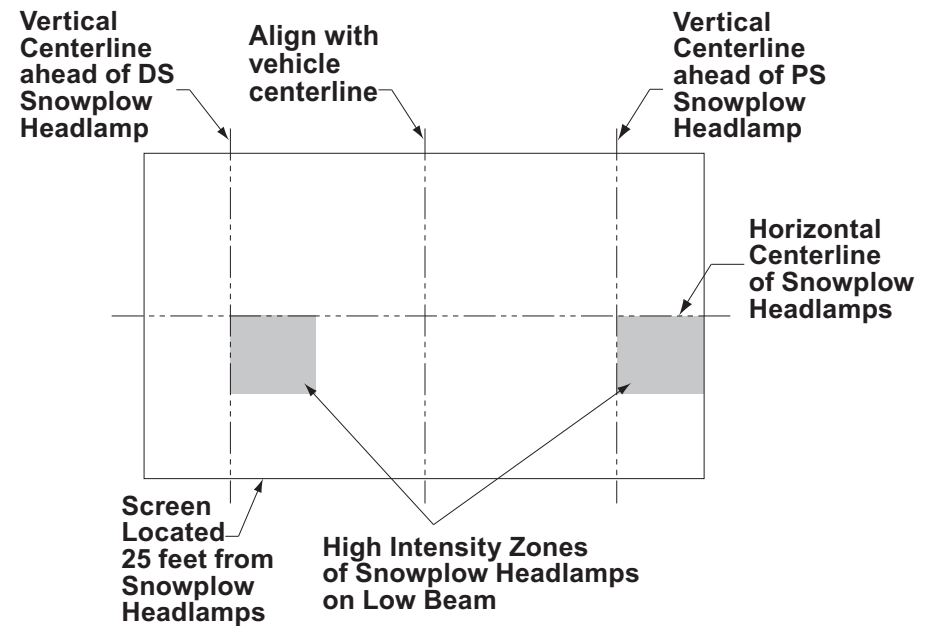 Vertical
Centerline
ahead of DS
Snowplow
Headlamp
Align with
vehicle
centerline
Vertical
Centerline
ahead of PS
Snowplow
Headlamp
Horizontal
Centerline
of Snowplow
Headlamps
Screen
Located
25 feet from
Snowplow
Headlamps
High Intensity Zones
of Snowplow Headlamps
on Low Beam